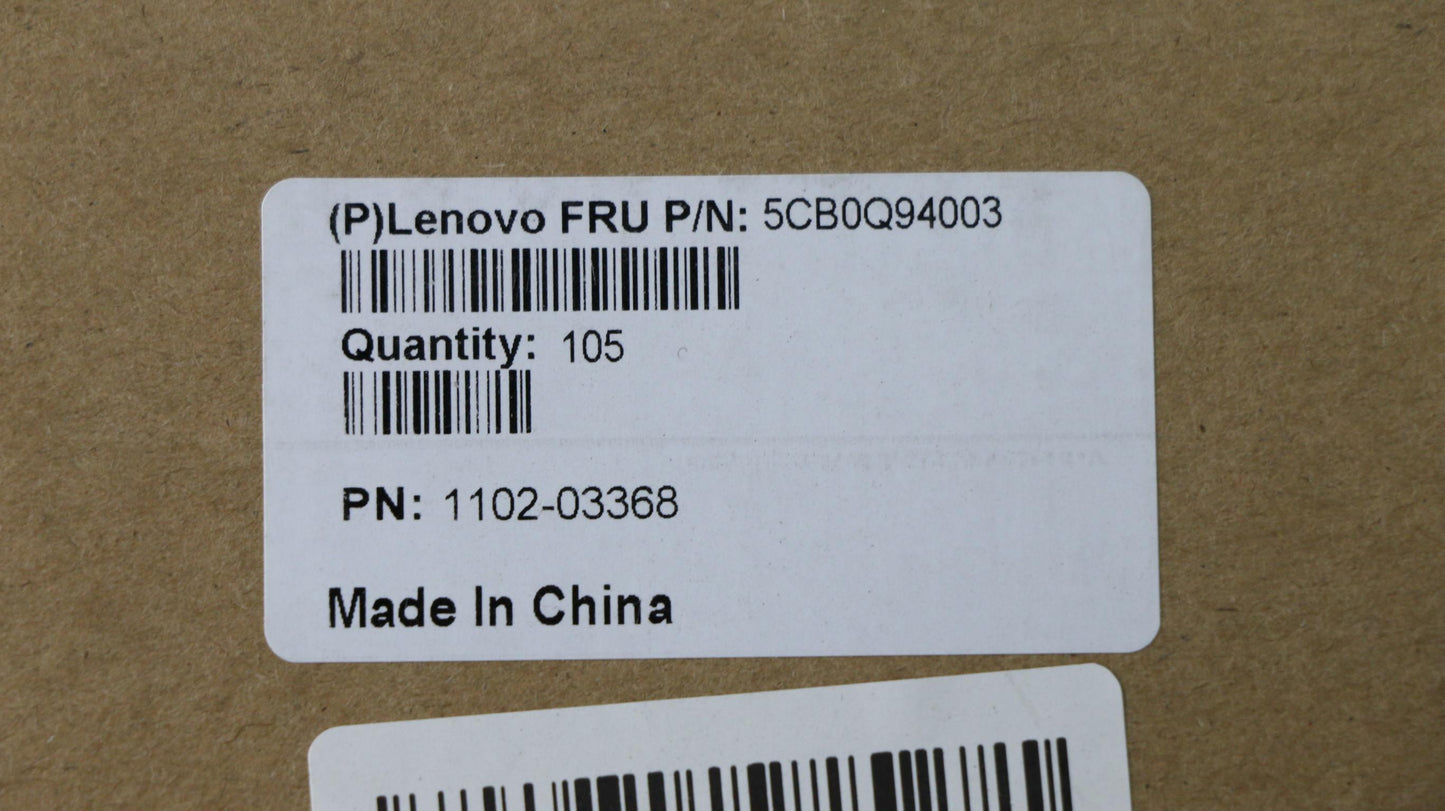 (P)Lenovo FRU P/N: 5CB0Q94003
Quantity: 105
PN: 1102-03368
Made In China